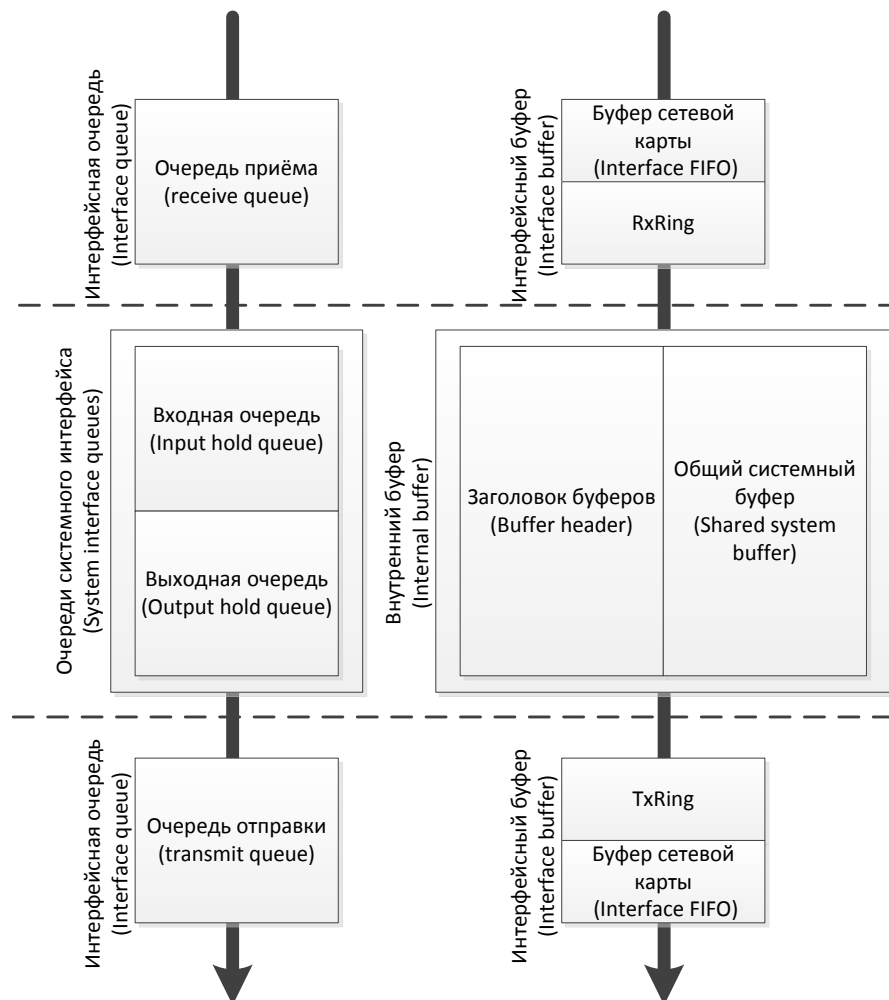 Интерфейсная очередь
(Interface queue)
Очередь приёма
(receive queue)
Интерфейсный буфер
(Interface buffer)
Буфер сетевой
карты
(Interface FIFO)
RxRing
Очереди системного интерфейса
(System interface queues)
Входная очередь
(Input hold queue)
Выходная очередь
(Output hold queue)
Внутренний буфер
(Internal buffer)
Заголовок буферов
(Buffer header)
Общий системный
буфер
(Shared system
buffer)
Интерфейсная очередь
(Interface queue)
Очередь отправки
(transmit queue)
Интерфейсный буфер
(Interface buffer)
TxRing
Буфер сетевой
карты
(Interface FIFO)